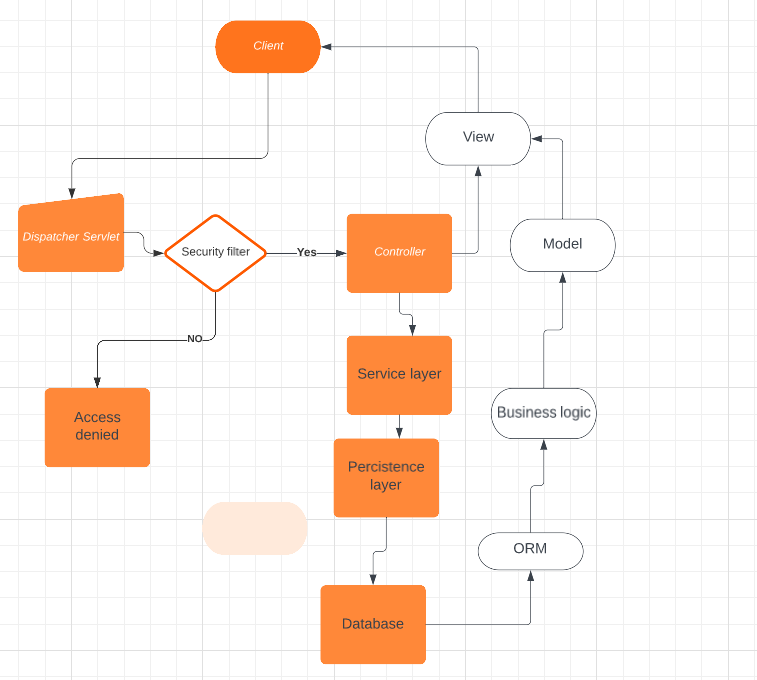 Client
View
Dispatcher Servlet
Security filter
Yes
Controller
Model
NO
Service layer
Access
denied
Business logic
Percistence
layer
ORM
Database